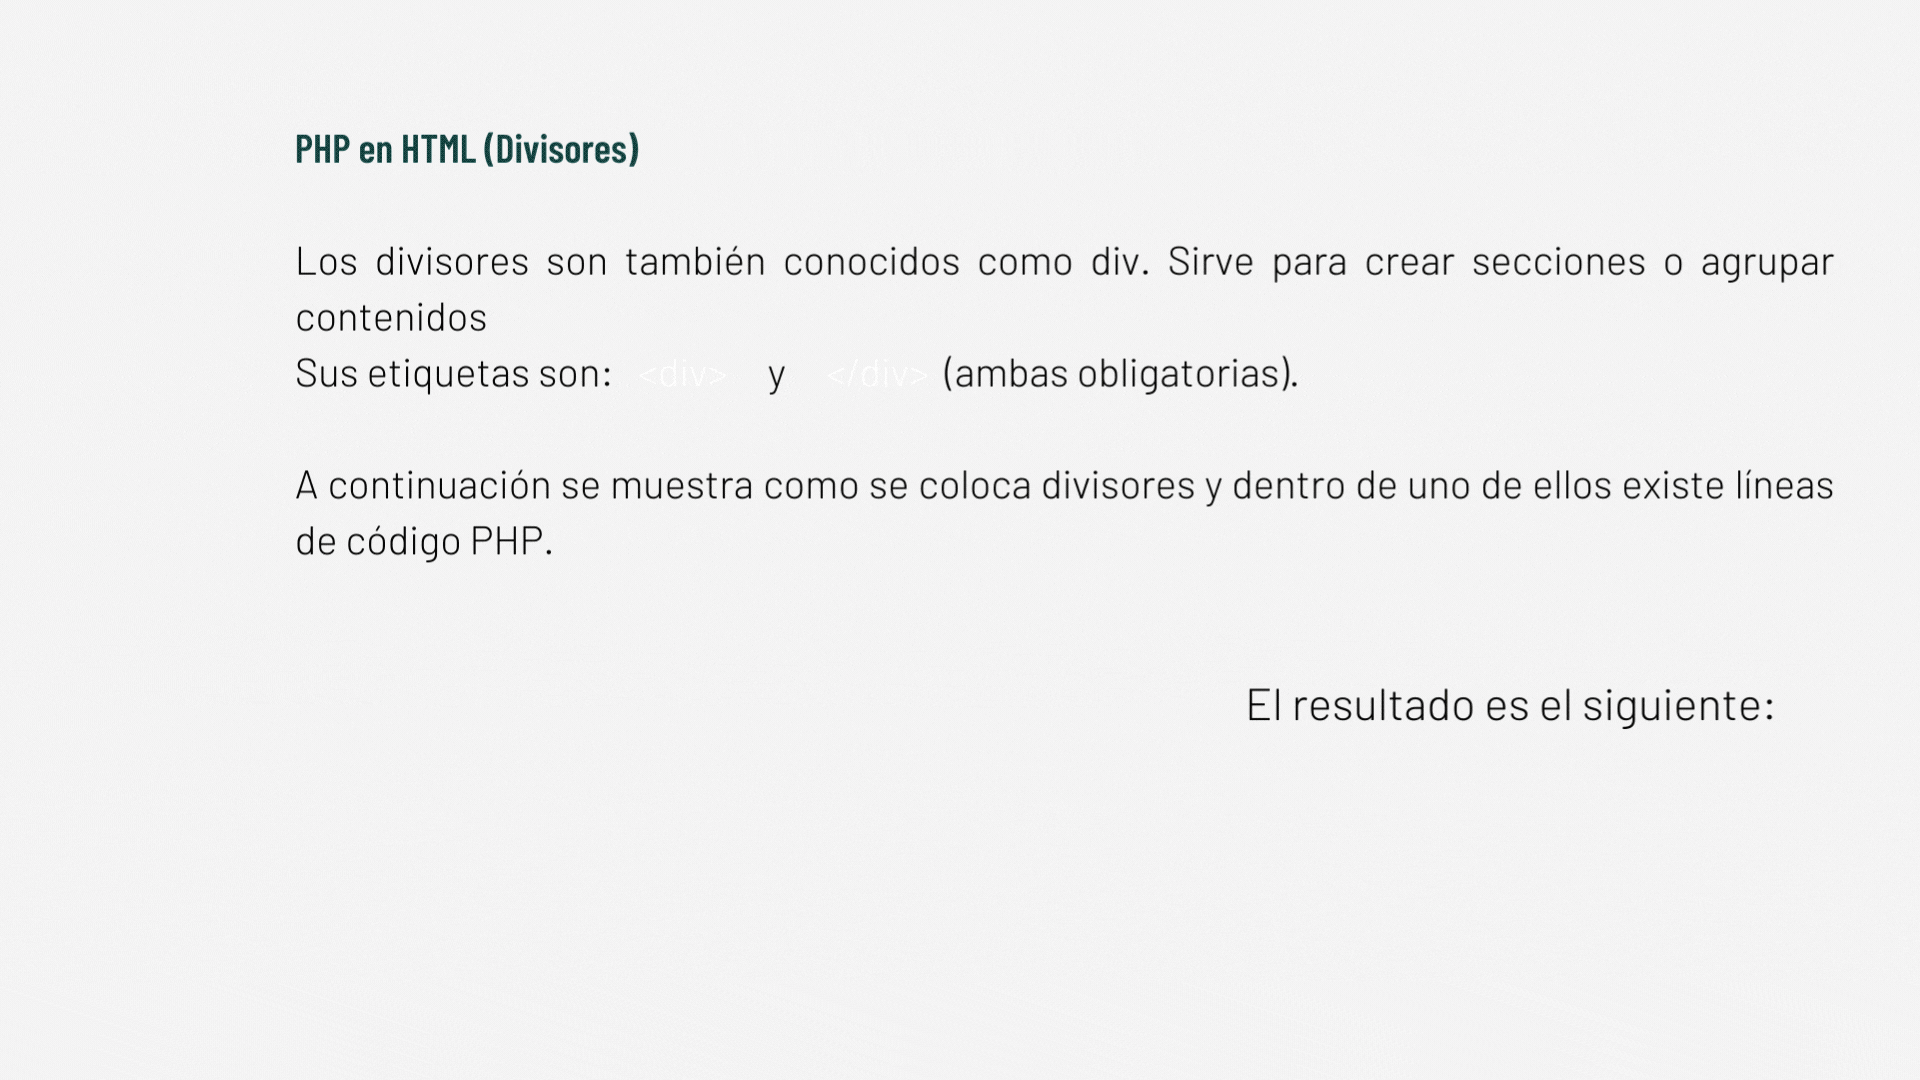 PHP en HTML (Divisores)
Los divisores son también conocidos como div. Sirve para crear secciones o agrupar
contenidos
Sus etiquetas son: <div> y </div> (ambas obligatorias).
A continuación se muestra como se coloca divisores y dentro de uno de ellos existe líneas
de código PHP.
El resultado es el siguiente: